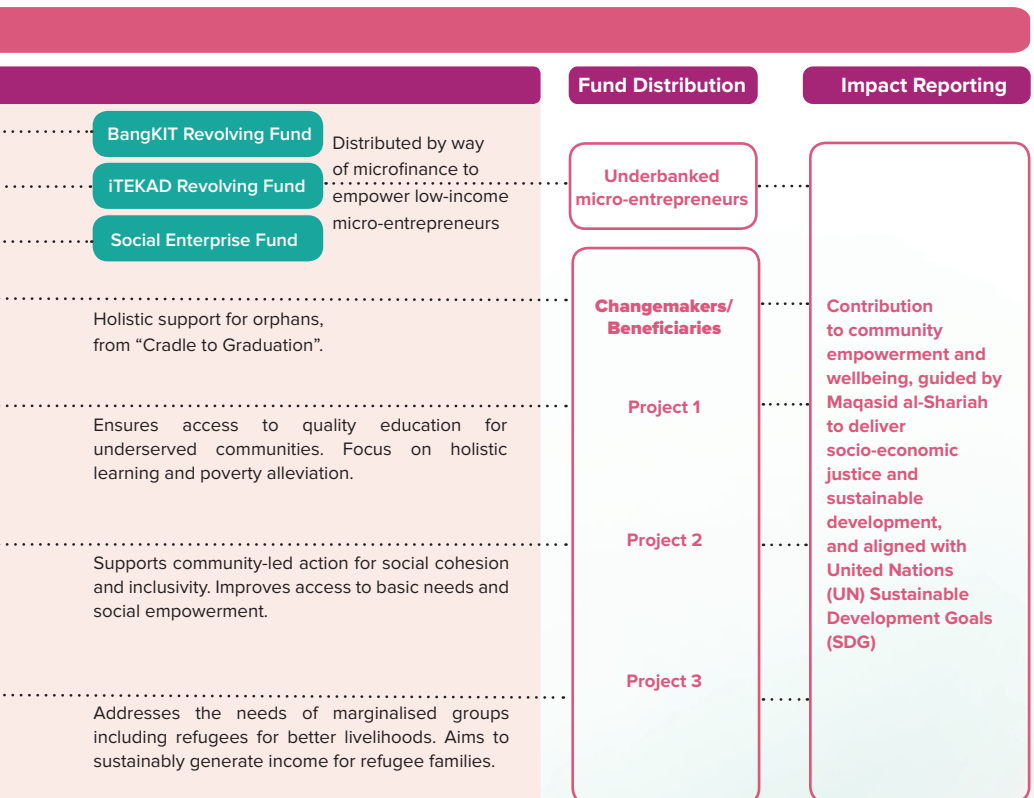 Fund Distribution
Impact Reporting
BangKIT Revolving Fund
iTEKAD Revolving Fund
Social Enterprise Fund
Distributed by way
of microfinance to
empower low-income
micro-entrepreneurs
Underbanked
micro-entrepreneurs
Holistic support for orphans,
from “Cradle to Graduation”.
Ensures access to quality education for
underserved communities. Focus on holistic
learning and poverty alleviation.
Supports community-led action for social cohesion
and inclusivity. Improves access to basic needs and
social empowerment.
Addresses the needs of marginalised groups
including refugees for better livelihoods. Aims to
sustainably generate income for refugee families.
Changemakers/
Beneficiaries
Project 1
Project 2
Project 3
Contribution
to community
empowerment and
wellbeing, guided by
Maqasid al-Shariah
to deliver
socio-economic
justice and
sustainable
development,
and aligned with
United Nations
(UN) Sustainable
Development Goals
(SDG)